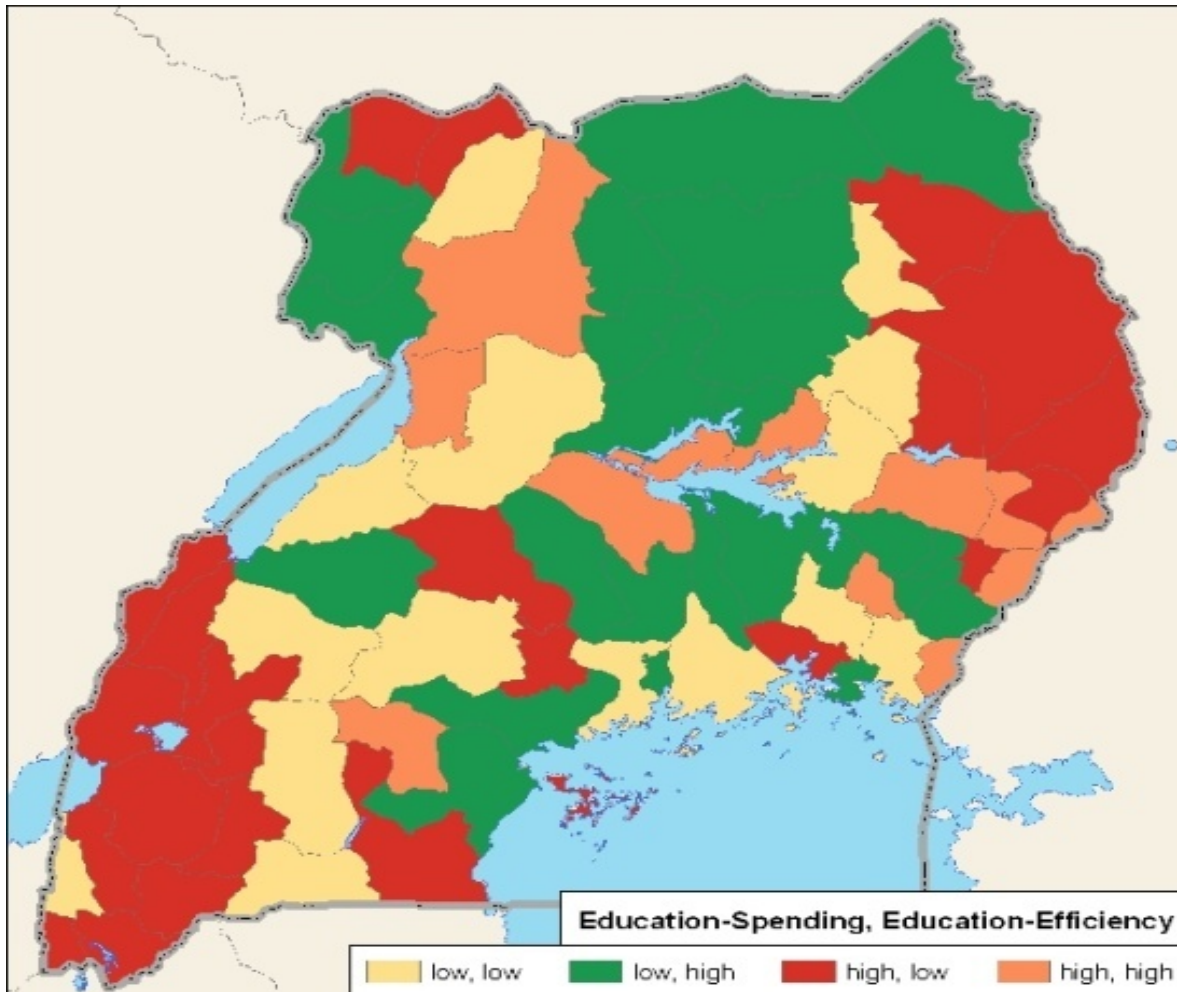 Education-Spending, Education-Efficiency
low, low
low, high
high, low
high, high